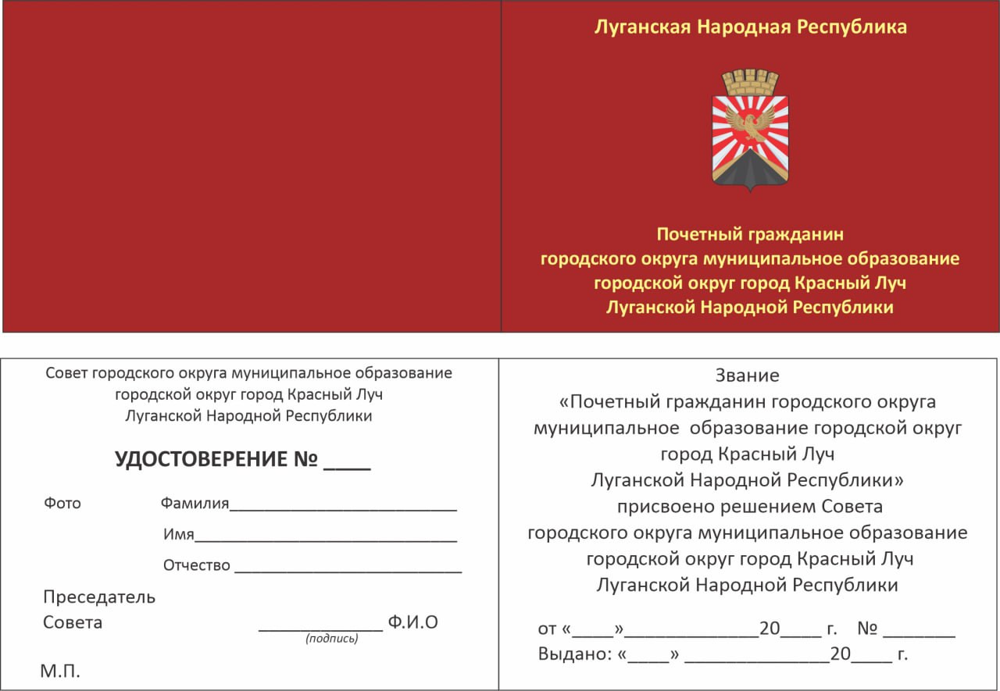 Луганская Народная Республика
Почетный гражданин
городского округа муниципальное образование
городской округ город Красный Луч
Луганской Народной Республики
Совет городского округа муниципальное образование
городской округ город Красный Луч
Луганской Народной Республики
УДОСТОВЕРЕНИЕ № ____
Фото Фамилия__________________________
Имя______________________________
Отчество __________________________
Преседатель
Совета ____________ Ф.И.О
(подпись)
М.П.
Звание
«Почетный гражданин городского округа
муниципальное образование городской округ
город Красный Луч
Луганской Народной Республики»
присвоено решением Совета
городского округа муниципальное образование
городской округ город Красный Луч
Луганской Народной Республики
от «____»_____________20____ г. № _______
Выдано: «____» ______________20____ г.